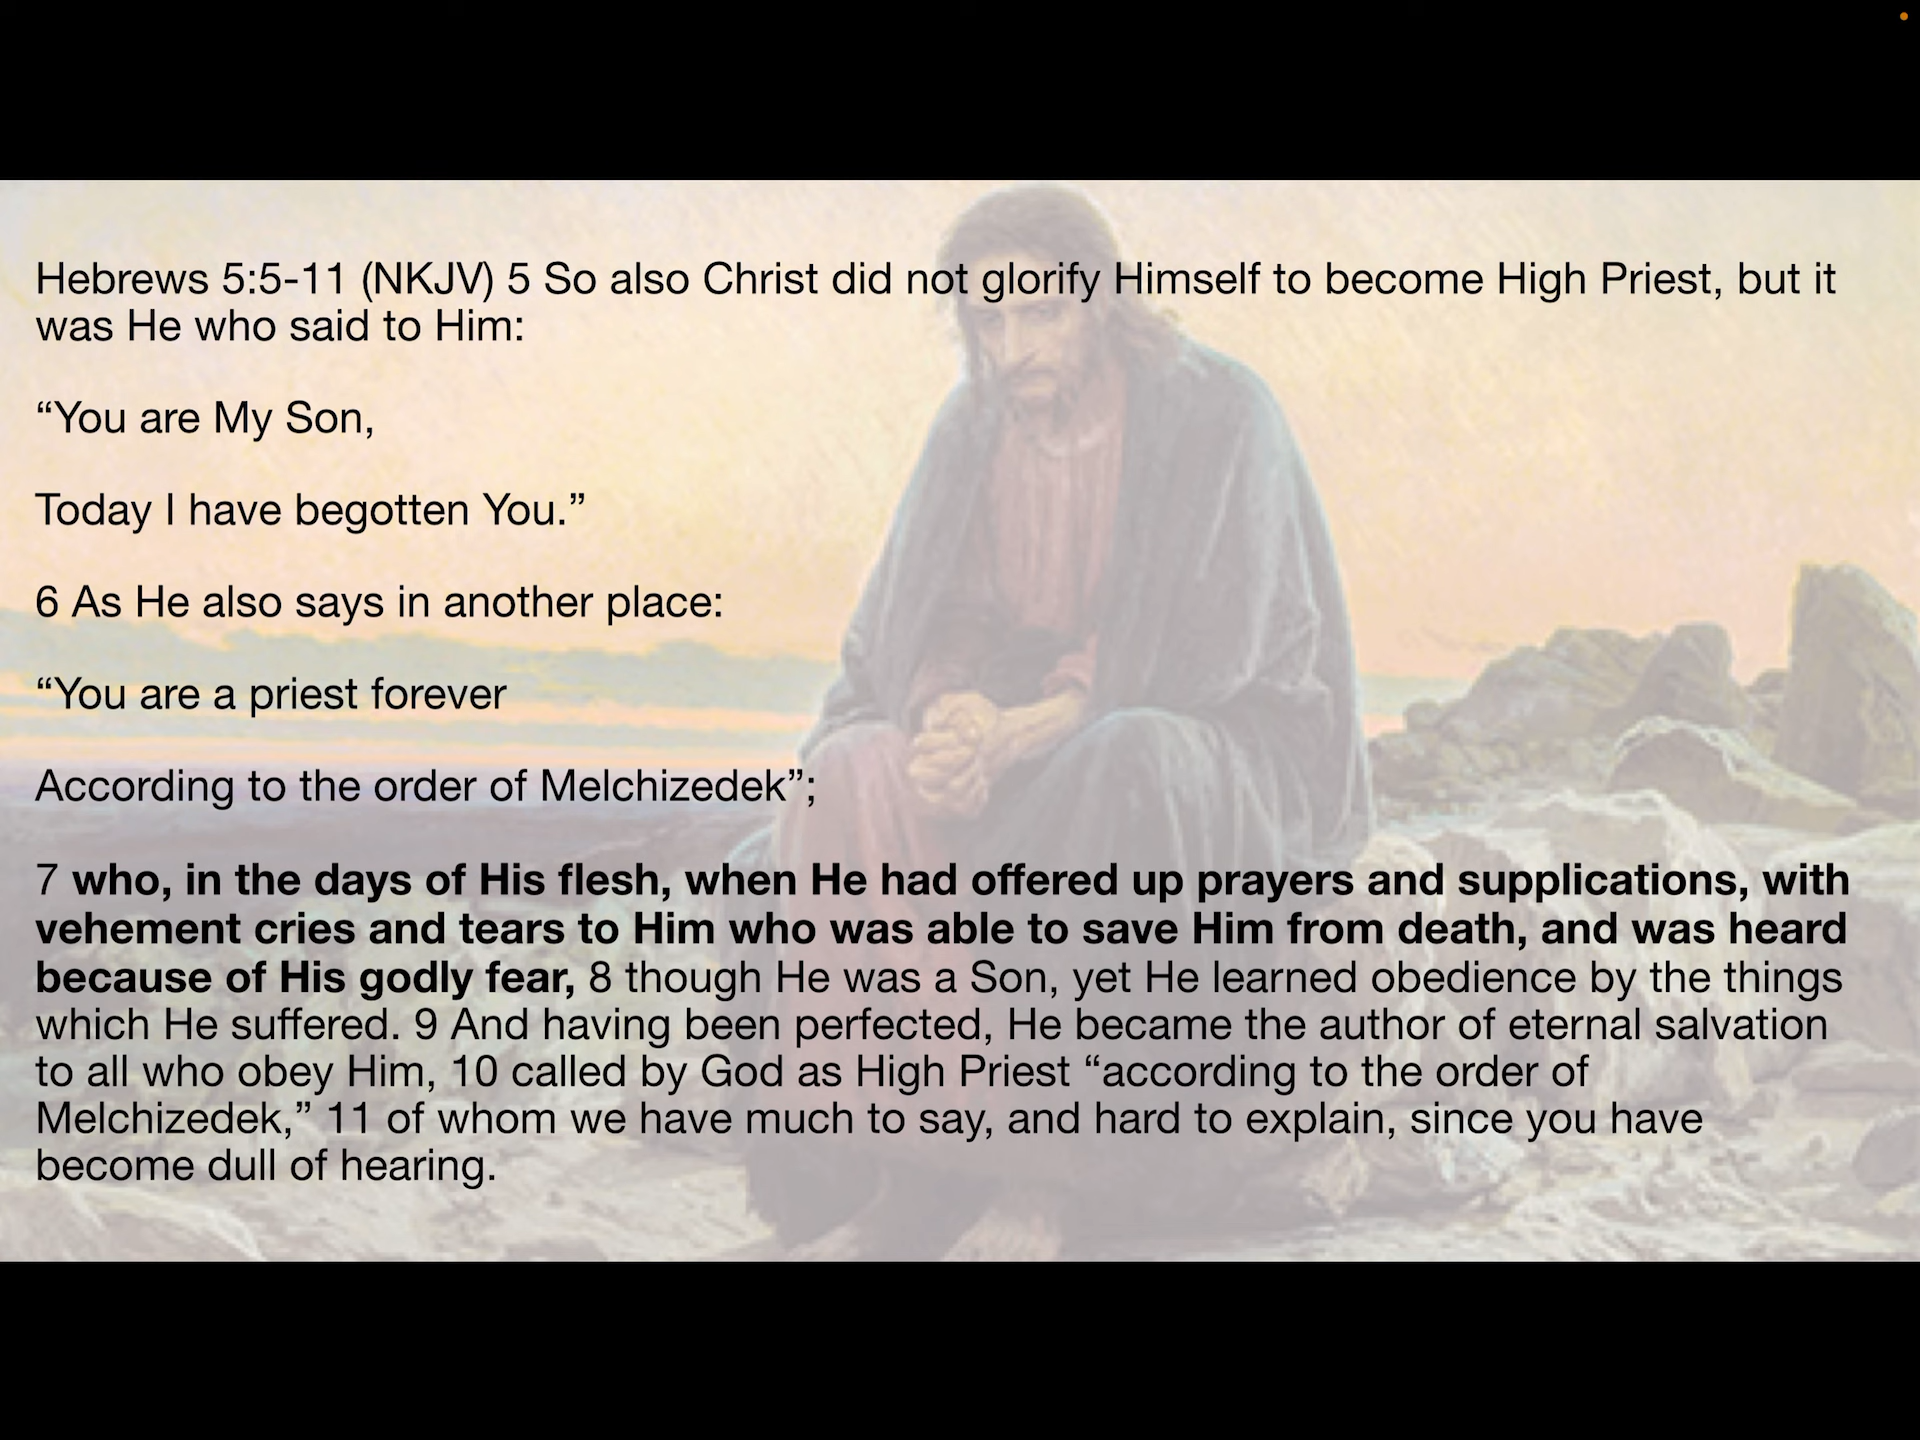 Hebrews 5:5-11 (NKJV) 5 So also Christ did not glorify Himself to become High Priest, but it
was He who said to Him:
“You are My Son,
Today I have begotten You.”
6 As He also says in another place:
“You are a priest forever
According to the order of Melchizedek”;
7 who, in the days of His flesh, when He had offered up prayers and supplications, with
vehement cries and tears to Him who was able to save Him from death, and was heard
because of His godly fear, 8 though He was a Son, yet He learned obedience by the things
which He suffered. 9 And having been perfected, He became the author of eternal salvation
to all who obey Him, 10 called by God as High Priest “according to the order of
Melchizedek,” 11 of whom we have much to say, and hard to explain, since you have
become dull of hearing.